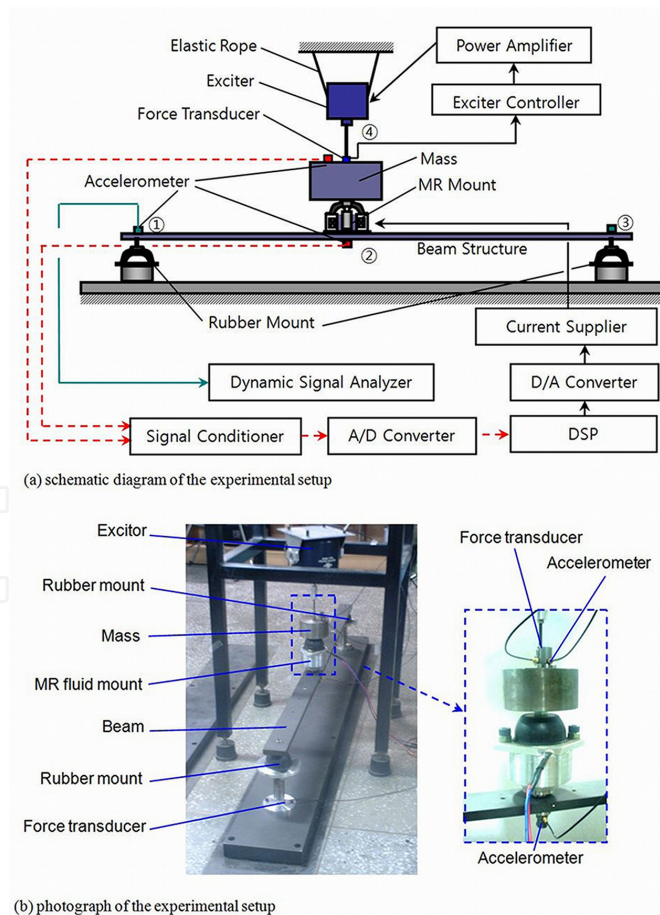 Elastic Rope
Power Amplifier
Exciter
Exciter Controller
Force Transducer
④
Mass
Accelerometer
MR Mount
①
③
②
Beam Structure
Rubber Mount
Current Supplier
Dynamic Signal Analyzer
D/A Converter
Signal Conditioner
A/D Converter
DSP
(a) schematic diagram of the experimental setup
Excitor
Rubber mount
Mass
MR fluid mount
Beam
Rubber mount
Force transducer
Force transducer
Accelerometer
Accelerometer
(b) photograph of the experimental setup